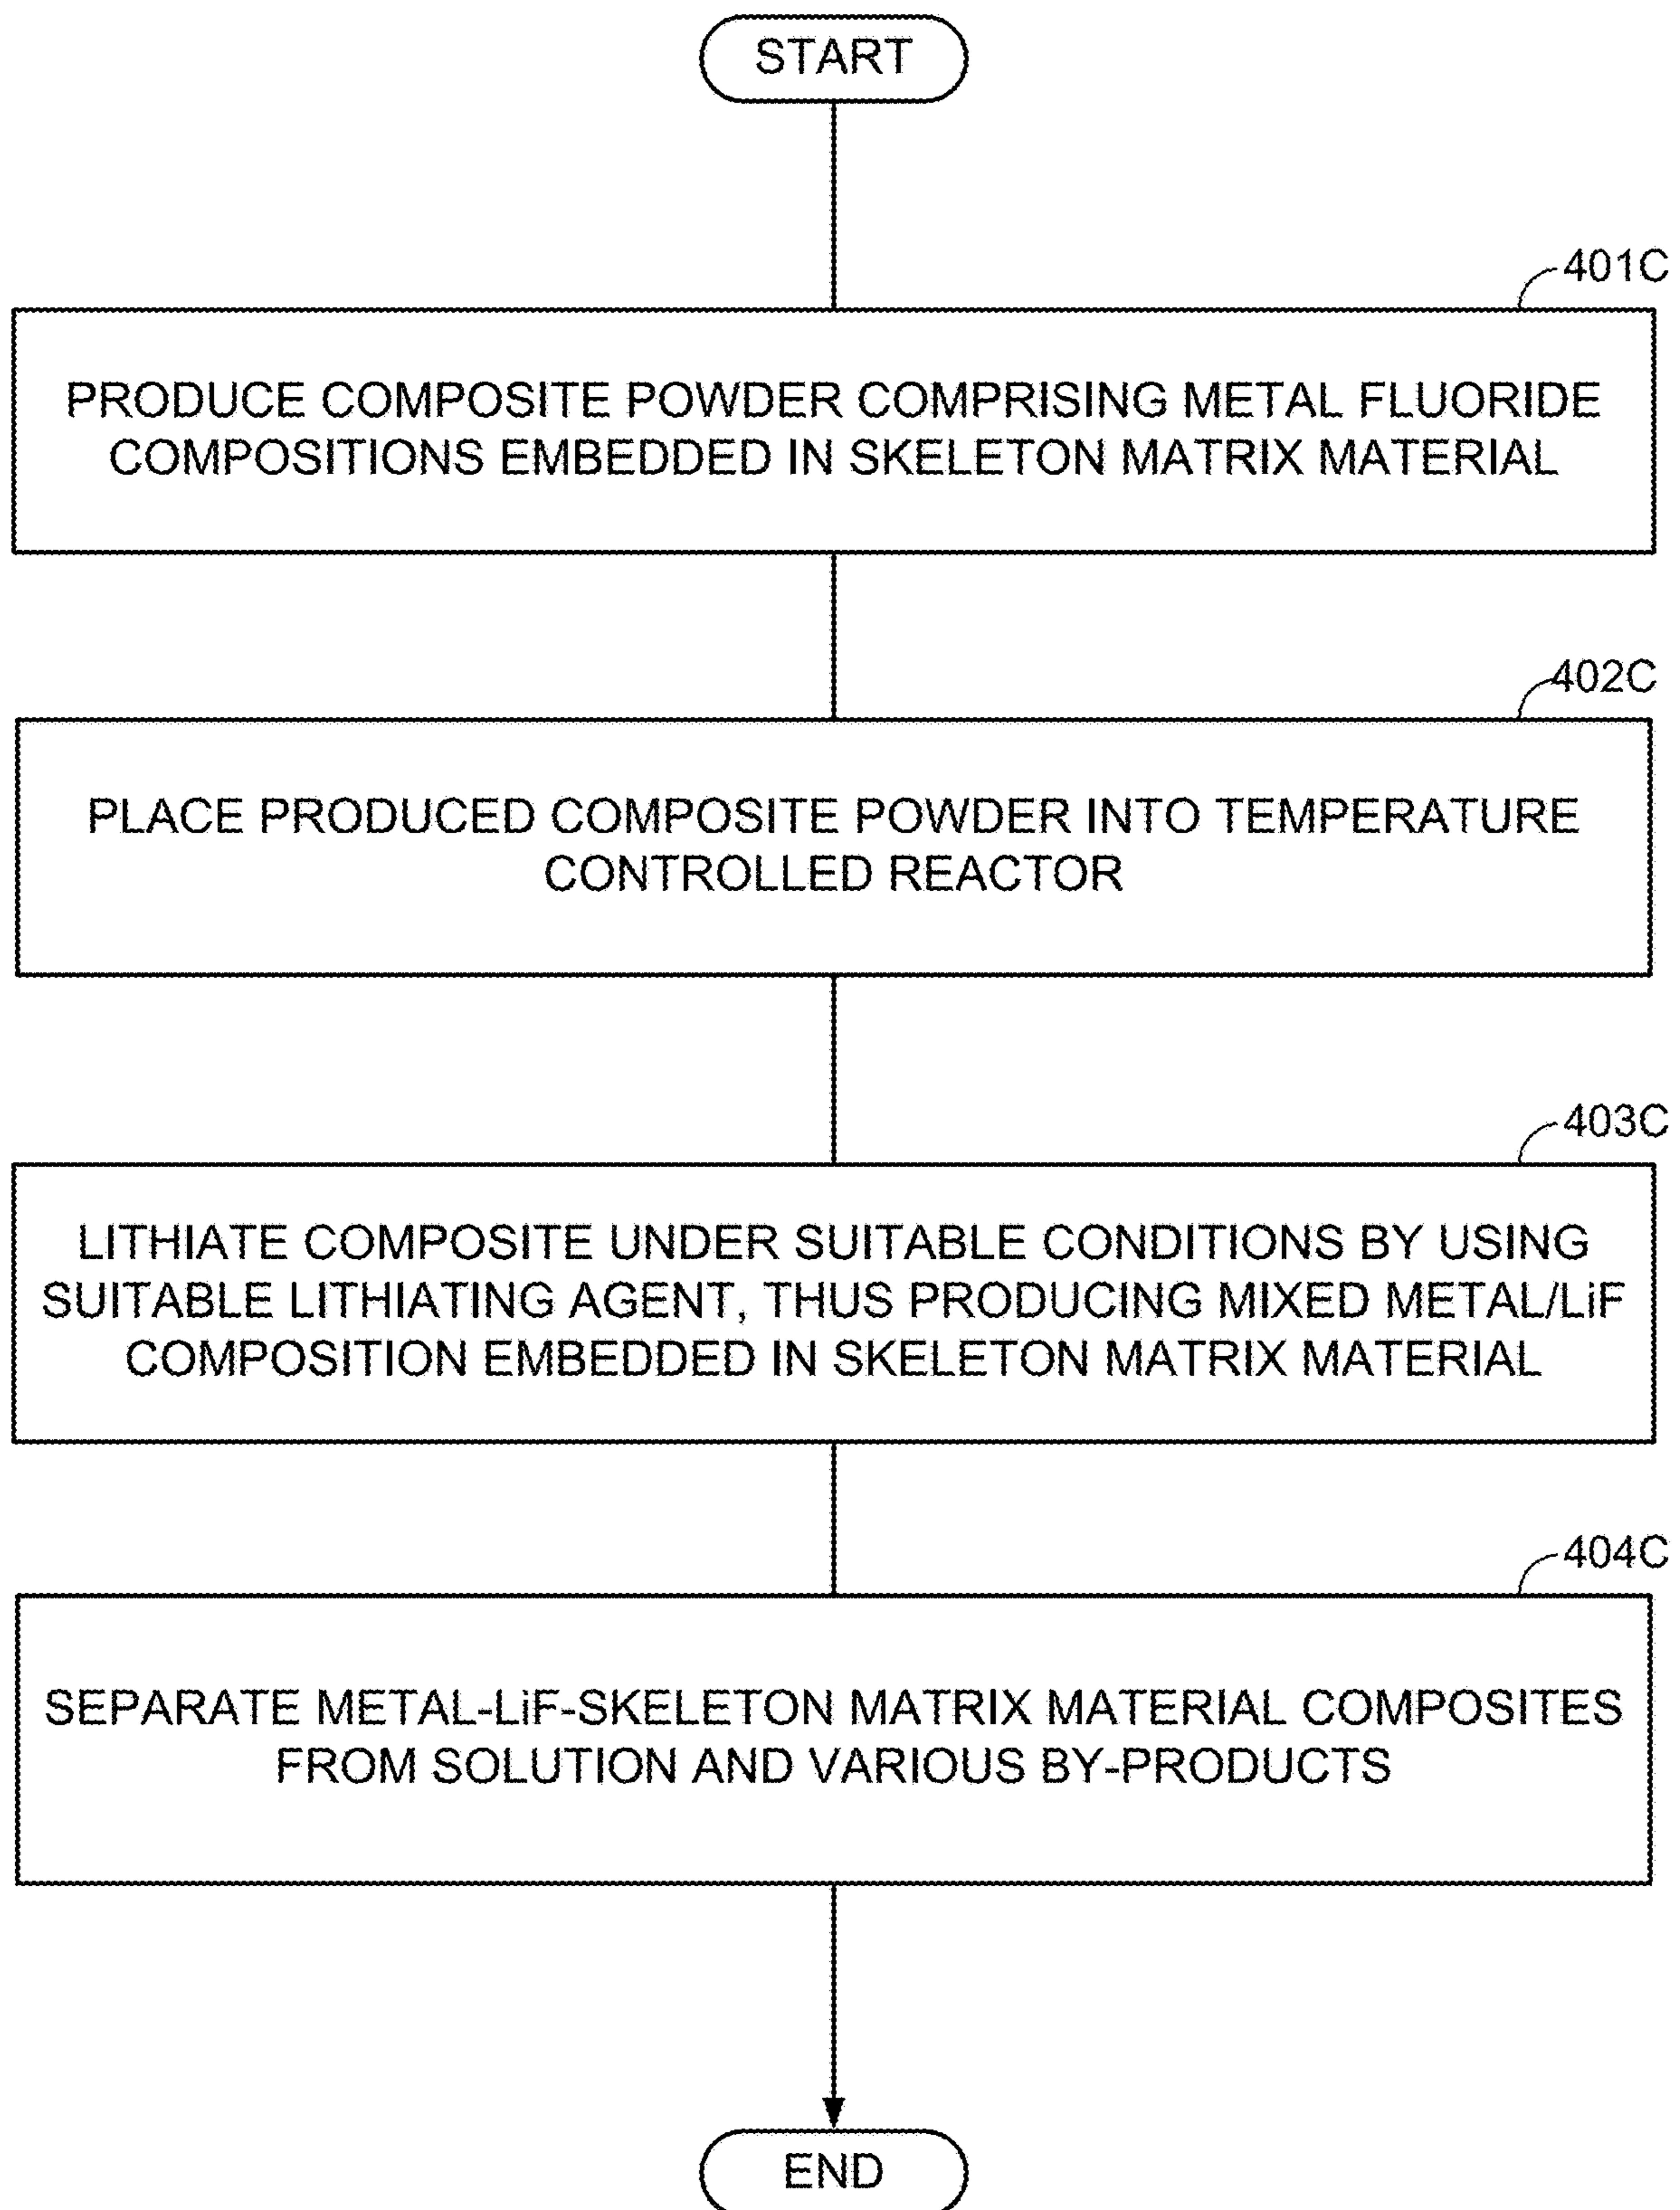 START
401C
PRODUCE COMPOSITE POWDER COMPRISING METAL FLUORIDE
COMPOSITIONS EMBEDDED IN SKELETON MATRIX MATERIAL
402C
PLACE PRODUCED COMPOSITE POWDER INTO TEMPERATURE
CONTROLLED REACTOR
403C
LITHIATE COMPOSITE UNDER SUITABLE CONDITIONS BY USING
SUITABLE LITHIATING AGENT, THUS PRODUCING MIXED METAL/LiF
COMPOSITION EMBEDDED IN SKELETON MATRIX MATERIAL
404C
SEPARATE METAL-LiF-SKELETON MATRIX MATERIAL COMPOSITES
FROM SOLUTION AND VARIOUS BY-PRODUCTS
END